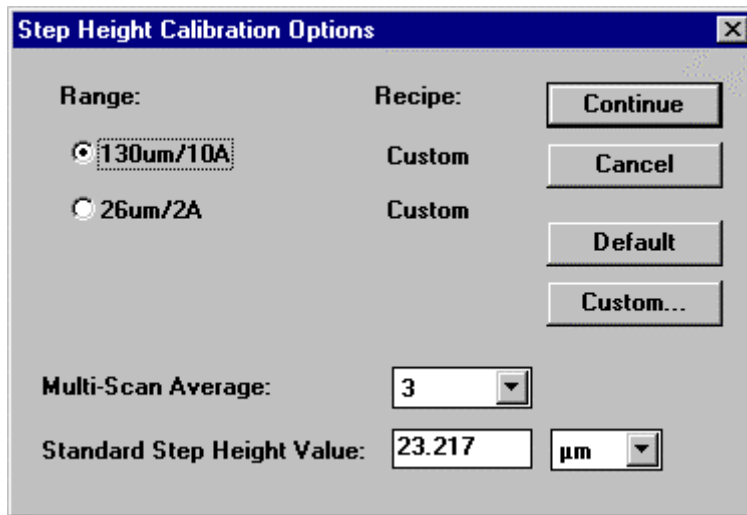 Step Height Calibration Options
Range: Recipe: Continue
130um/10A Custom Cancel
26um/2A Custom
Default
Custom...
Multi-Scan Average: 3
Standard Step Height Value: 23.217 µm